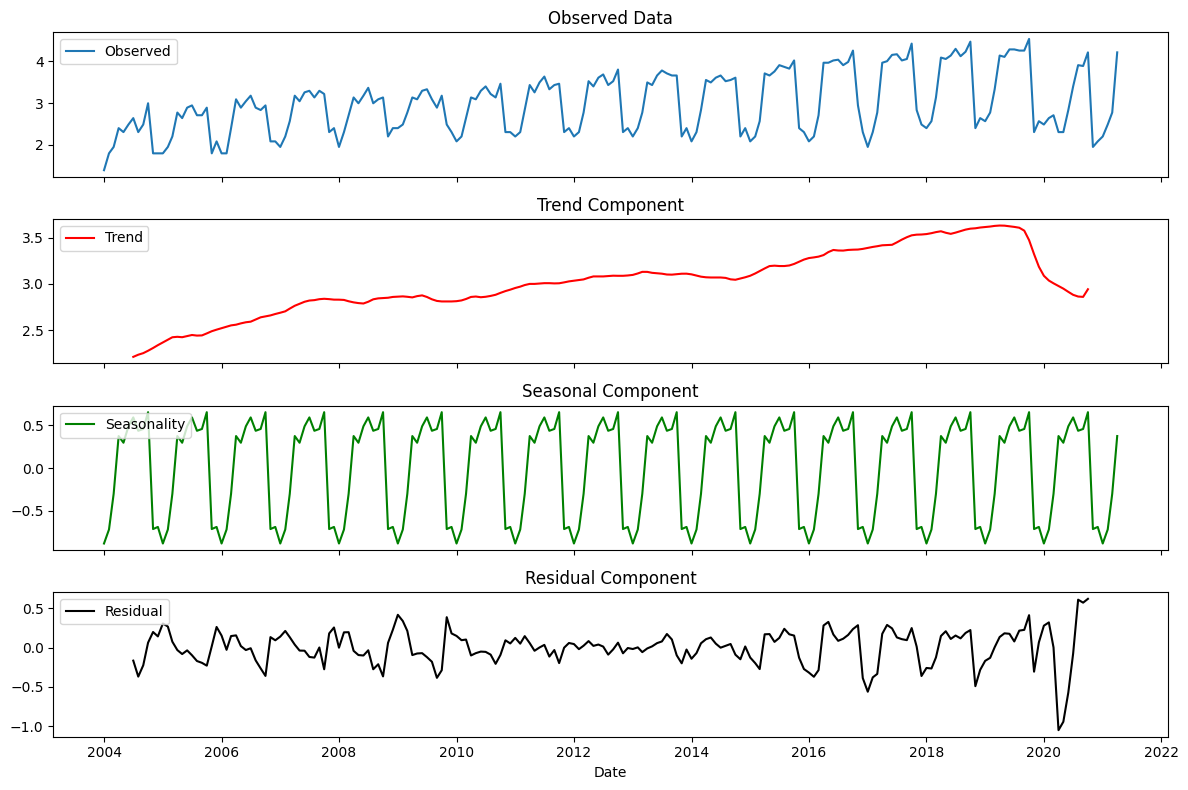 Observed Data
Observed
4
3
2
Trend Component
Trend
3.5
3.0
2.5
Seasonal Component
Seasonality
0.5
0.0
−0.5
Residual Component
Residual
0.5
0.0
−0.5
−1.0
2004 2006 2008 2010 2012 2014 2016 2018 2020 2022
Date